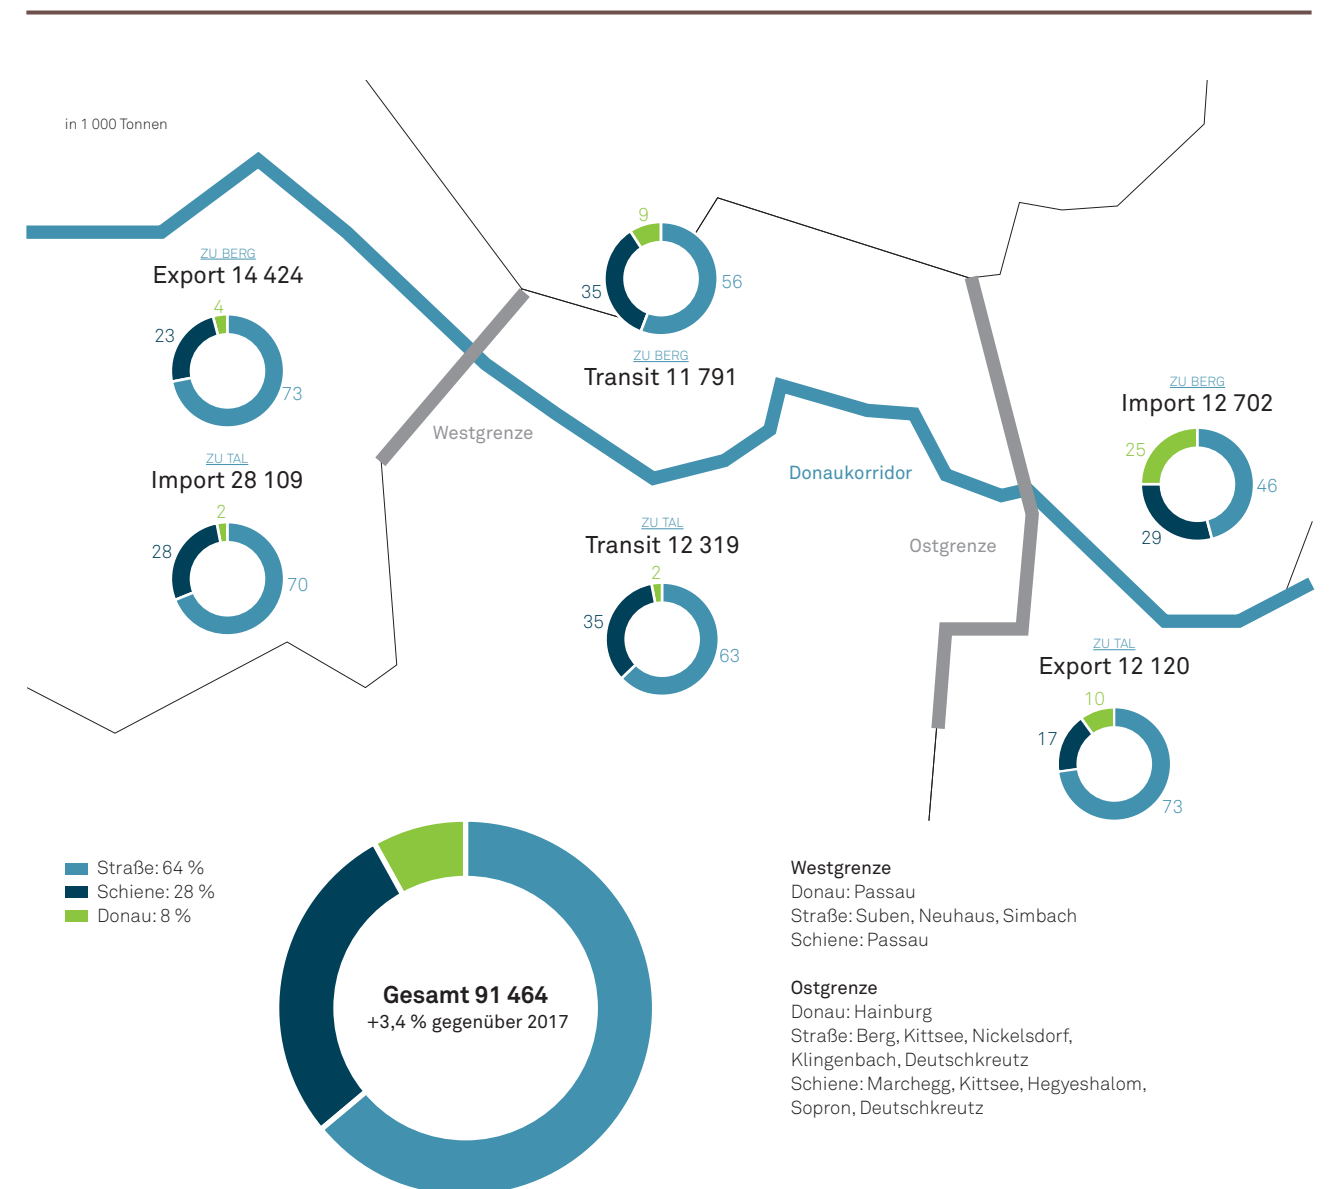 in 1 000 Tonnen
ZU BERG
Export 14 424
4
23
73
ZU TAL
Import 28 109
2
28
70
Westgrenze
9
35
56
ZU BERG
Transit 11 791
Donaukorridor
ZU TAL
Transit 12 319
2
35
63
Ostgrenze
ZU BERG
Import 12 702
25
46
29
ZU TAL
Export 12 120
10
17
73
Straße: 64 %
Schiene: 28 %
Donau: 8 %
Gesamt 91 464
+3,4 % gegenüber 2017
Westgrenze
Donau: Passau
Straße: Suben, Neuhaus, Simbach
Schiene: Passau
Ostgrenze
Donau: Hainburg
Straße: Berg, Kittsee, Nickelsdorf,
Klingenbach, Deutschkreutz
Schiene: Marchegg, Kittsee, Hegyeshalom,
Sopron, Deutschkreutz